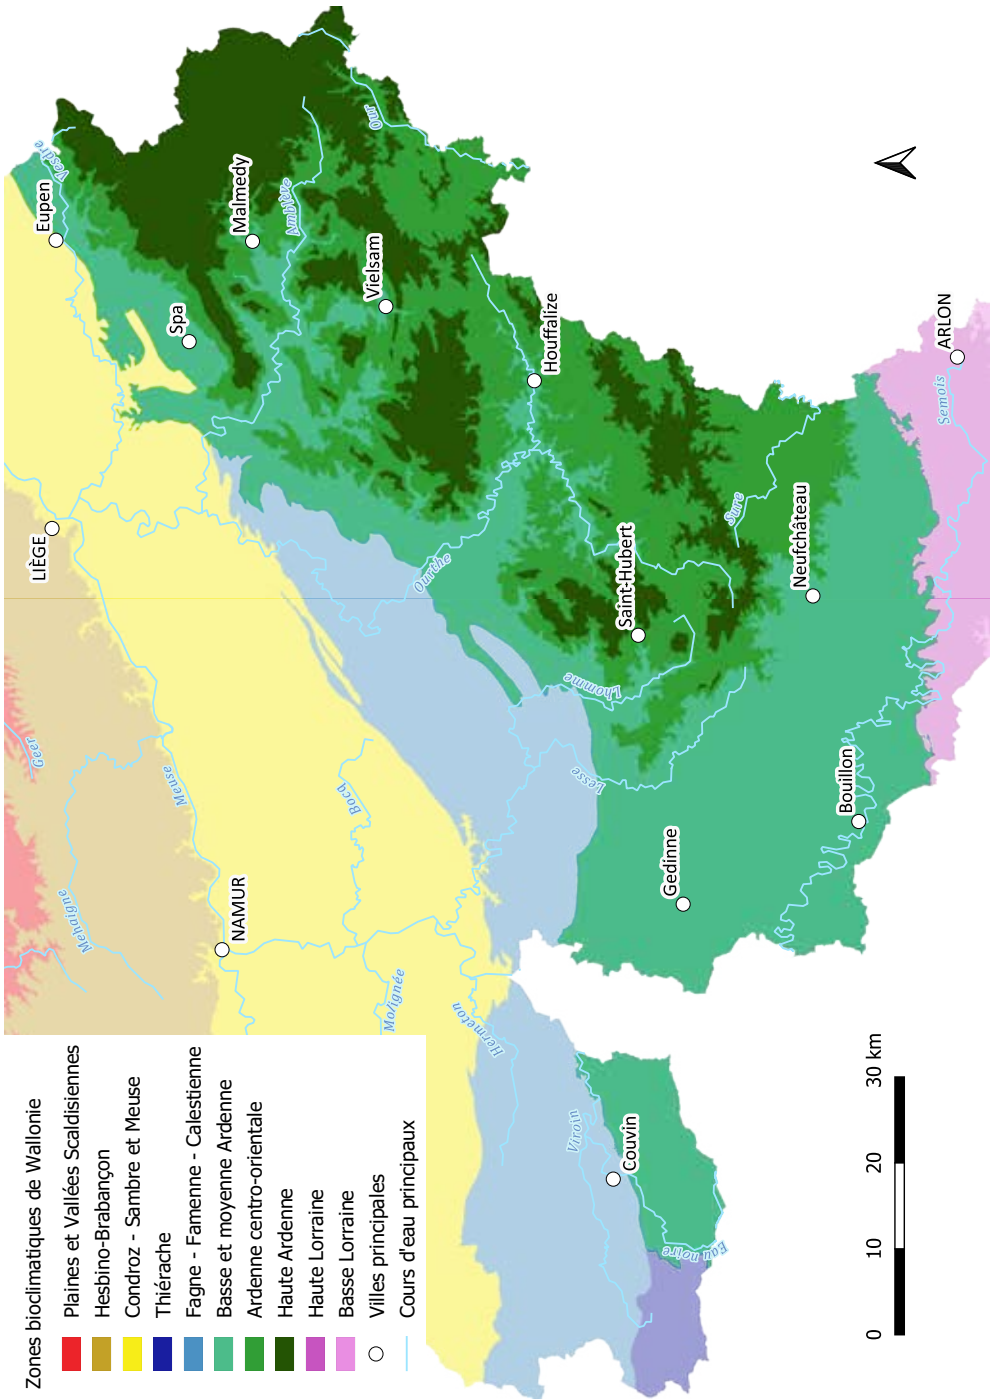 Zones bioclimatiques de Wallonie
Plaines et Vallées Scaldisiennes
Hesbino-Brabançon
Condroz - Sambre et Meuse
Thiérache
Fagne - Famenne - Calestienne
Basse et moyenne Ardenne
Ardenne centro-orientale
Haute Ardenne
Haute Lorraine
Basse Lorraine
Villes principales
Cours d'eau principaux
Geer
Mehaigne
Meuse
LIÈGE
Eupen
Vesdre
NAMUR
Spa
Malmedy
Amblève
Our
Bocq
Molignée
Vielsam
Hermeton
Ourthe
Houffalize
Lhomme
Lesse
Saint-Hubert
Viroin
Couvin
Gedinne
Sûre
Eau noire
Neufchâteau
Bouillon
Semois
ARLON
0 10 20 30 km